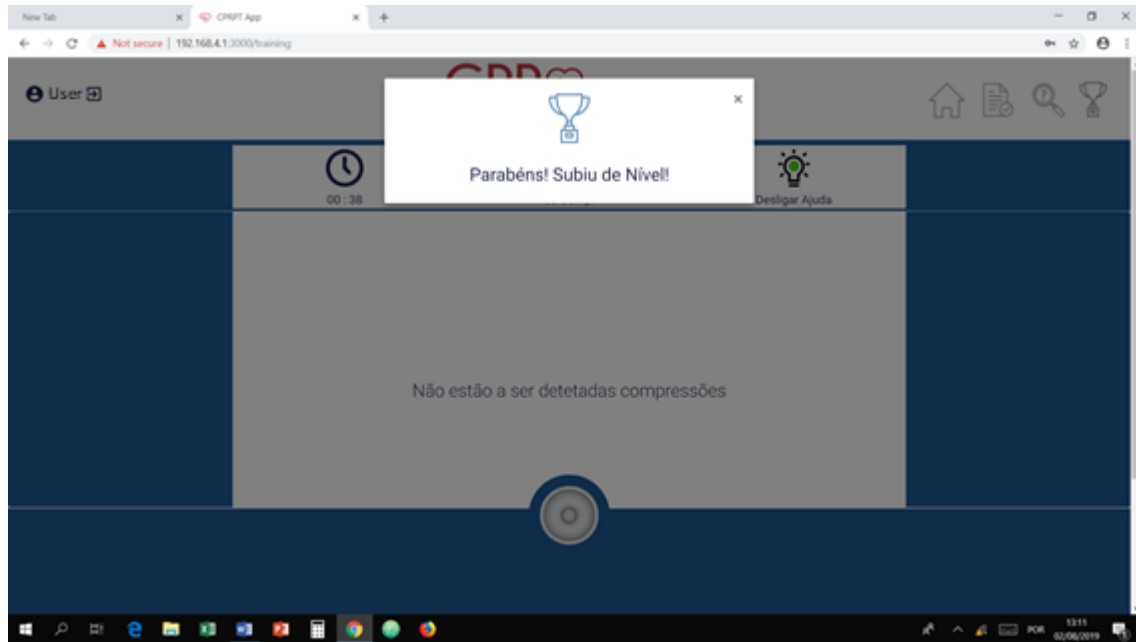 New Tab
CPRPT App
Not secure | 192.168.4.1:3000/training
User
Parabéns! Subiu de Nível!
00 : 38
Desligar Ajuda
Não estão a ser detetadas compressões
POR
13:11
02/06/2019